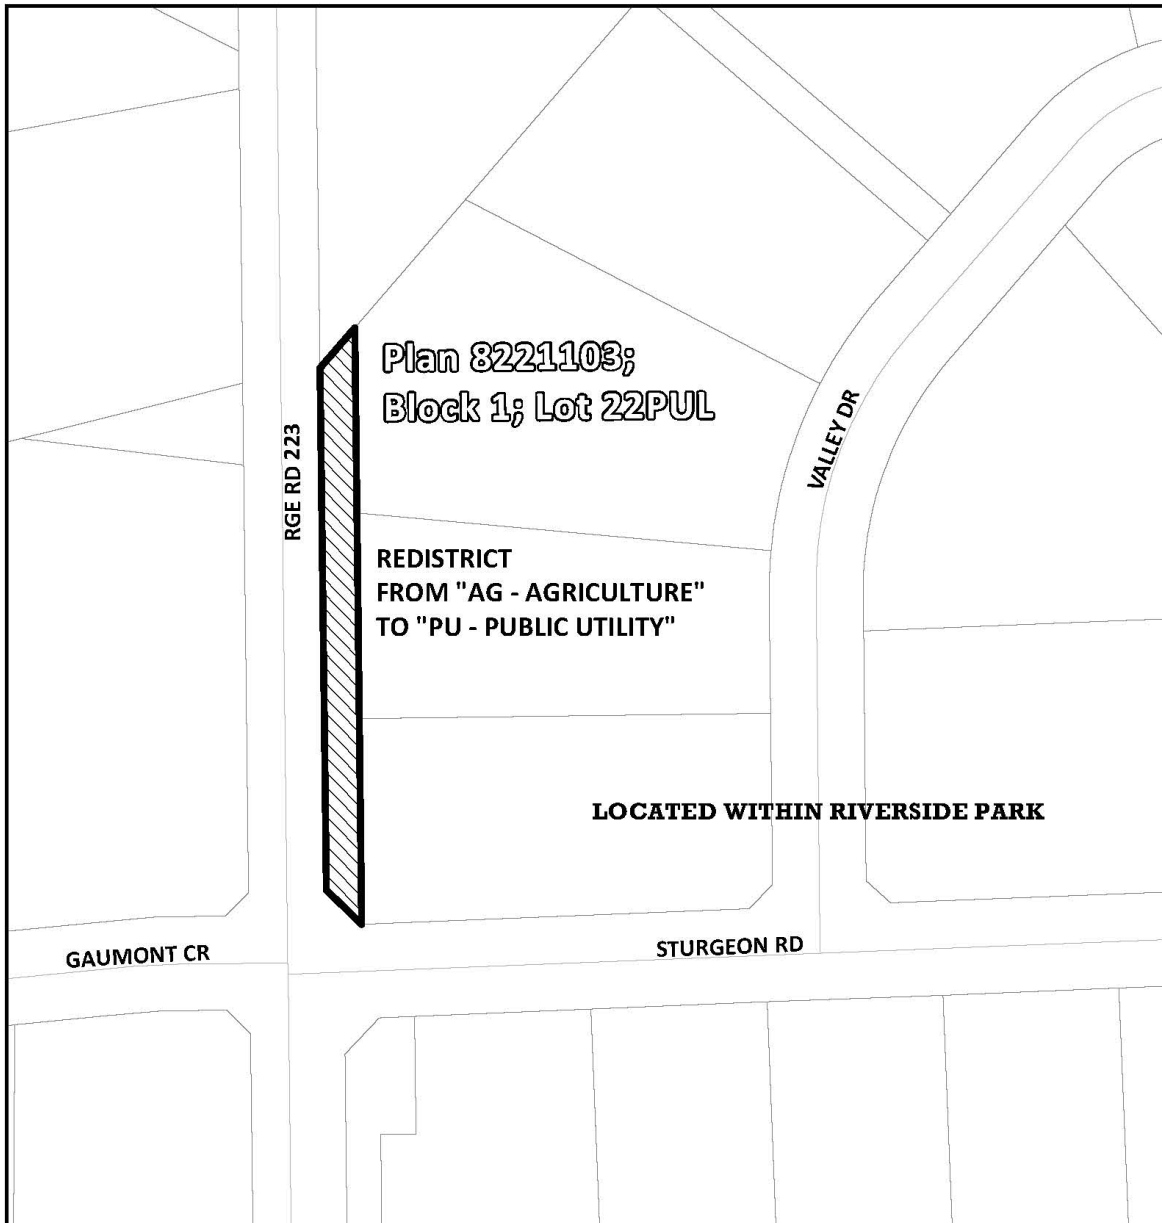 Plan 8221103;
Block 1; Lot 22PUL
RGE RD 223
VALLEY DR
REDISTRICT
FROM "AG - AGRICULTURE"
TO "PU - PUBLIC UTILITY"
LOCATED WITHIN RIVERSIDE PARK
GAUMONT CR
STURGEON RD